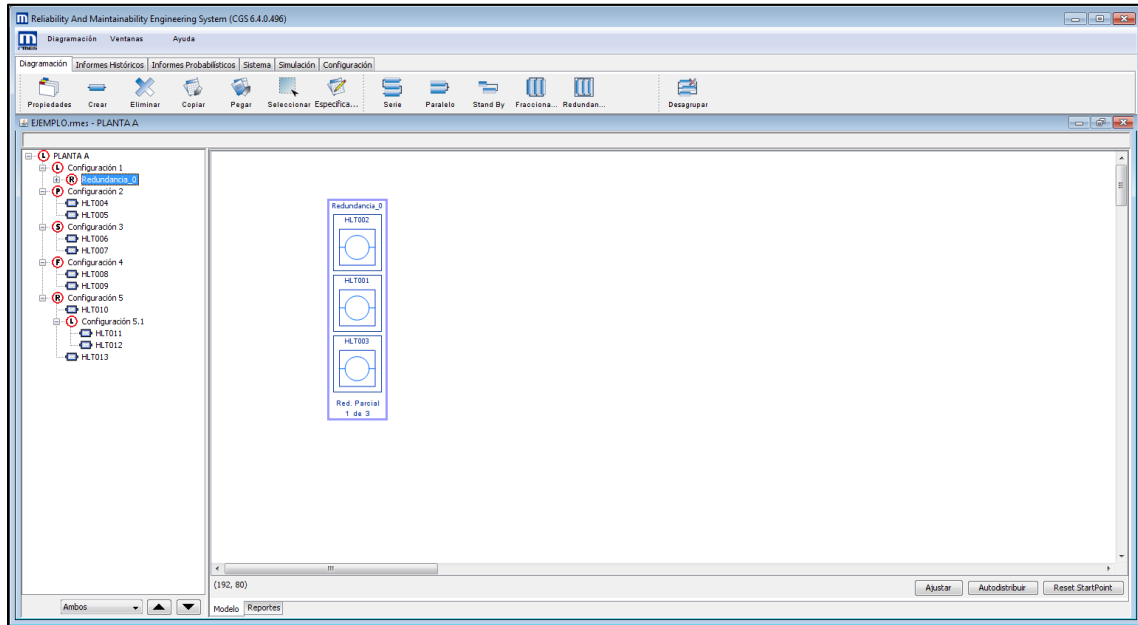 Reliability And Maintainability Engineering System (CGS 6.4.0.496)
Diagramación Ventanas Ayuda
Diagramación Informes Históricos Informes Probabilísticos Sistema Simulación Configuración
Propiedades Crear Eliminar Copiar Pegar Seleccionar Especifica... Serie Paralelo Stand By Fracciona... Redundan... Desagrupar
EJEMPLO.rmes - PLANTA A
PLANTA A
Configuración 1
Redundancia_0
Configuración 2
HLT004
HLT005
Configuración 3
HLT006
HLT007
Configuración 4
HLT008
HLT009
Configuración 5
HLT010
Configuración 5.1
HLT011
HLT012
HLT013
Redundancia_0
HLT002
HLT001
HLT003
Red. Parcial
1 de 3
(192, 80)
Ajustar Autodistribuir Reset StartPoint
Ambos
Modelo Reportes